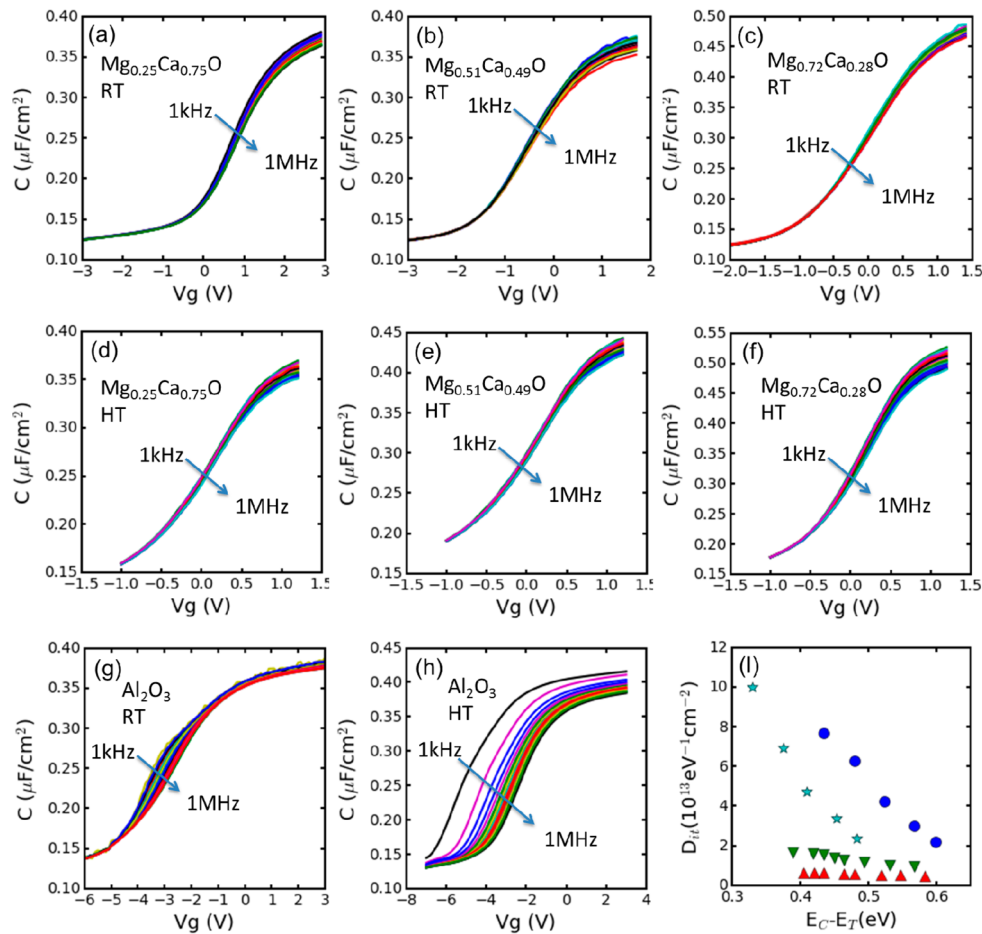 (a)
Mg0.25Ca0.75O
RT
1kHz
1MHz
C (μF/cm2)
0.40
0.35
0.30
0.25
0.20
0.15
0.10
−3 −2 −1 0 1 2 3
Vg (V)
(b)
Mg0.51Ca0.49O
RT
1kHz
1MHz
C (μF/cm2)
0.40
0.35
0.30
0.25
0.20
0.15
0.10
−3 −2 −1 0 1 2
Vg (V)
(c)
Mg0.72Ca0.28O
RT
1kHz
1MHz
C (μF/cm2)
0.50
0.45
0.40
0.35
0.30
0.25
0.20
0.15
0.10
−2.0 −1.5 −1.0 −0.5 0.0 0.5 1.0 1.5
Vg (V)
(d)
Mg0.25Ca0.75O
HT
1kHz
1MHz
C (μF/cm2)
0.40
0.35
0.30
0.25
0.20
0.15
−1.5 −1.0 −0.5 0.0 0.5 1.0 1.5
Vg (V)
(e)
Mg0.51Ca0.49O
HT
1kHz
1MHz
C (μF/cm2)
0.45
0.40
0.35
0.30
0.25
0.20
0.15
−1.5 −1.0 −0.5 0.0 0.5 1.0 1.5
Vg (V)
(f)
Mg0.72Ca0.28O
HT
1kHz
1MHz
C (μF/cm2)
0.55
0.50
0.45
0.40
0.35
0.30
0.25
0.20
0.15
−1.5 −1.0 −0.5 0.0 0.5 1.0 1.5
Vg (V)
(g)
Al2O3
RT
1kHz
1MHz
C (μF/cm2)
0.40
0.35
0.30
0.25
0.20
0.15
0.10
−6 −5 −4 −3 −2 −1 0 1 2 3
Vg (V)
(h)
Al2O3
HT
1kHz
1MHz
C (μF/cm2)
0.45
0.40
0.35
0.30
0.25
0.20
0.15
0.10
−8 −6 −4 −2 0 2 4
Vg (V)
(I)
Dit(10^13eV−1cm−2)
12
10
8
6
4
2
0
0.3 0.4 0.5 0.6
EC-ET(eV)